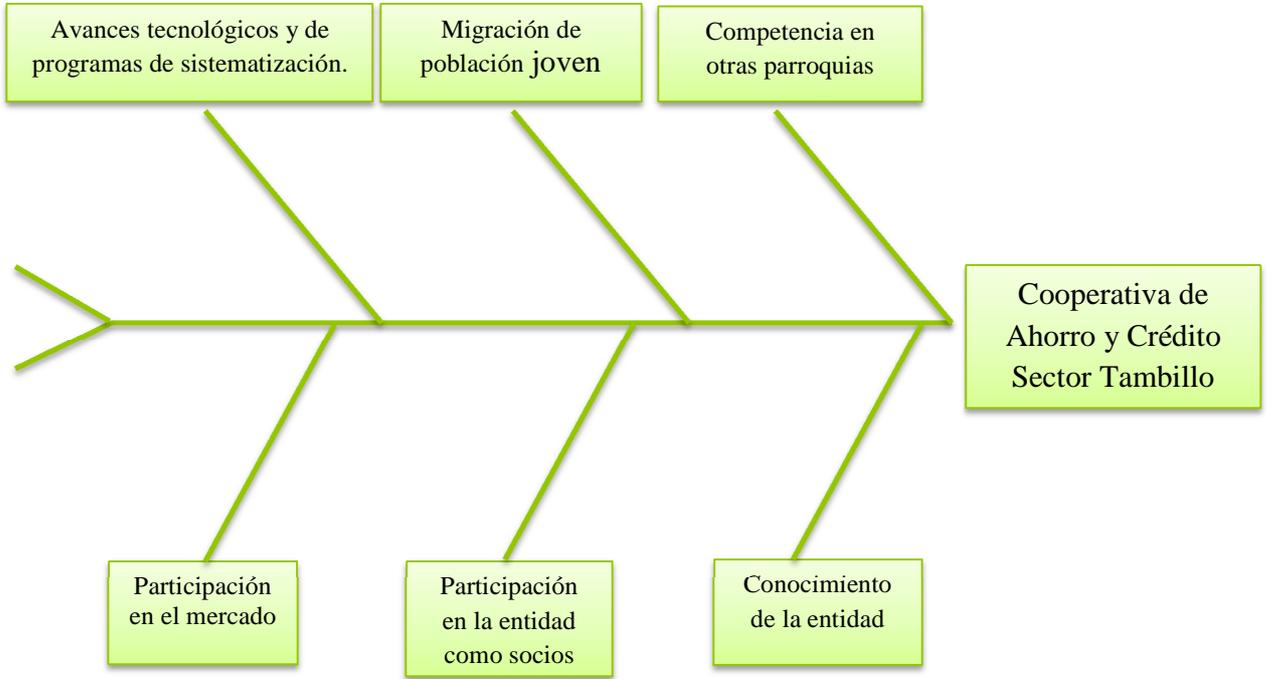 Avances tecnológicos y de
programas de sistematización.
Migración de
población joven
Competencia en
otras parroquias
Cooperativa de
Ahorro y Crédito
Sector Tambillo
Participación
en el mercado
Participación
en la entidad
como socios
Conocimiento
de la entidad